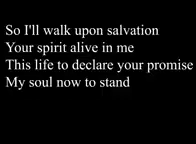 So I'll walk upon salvation
Your spirit alive in me
This life to declare your promise
My soul now to stand